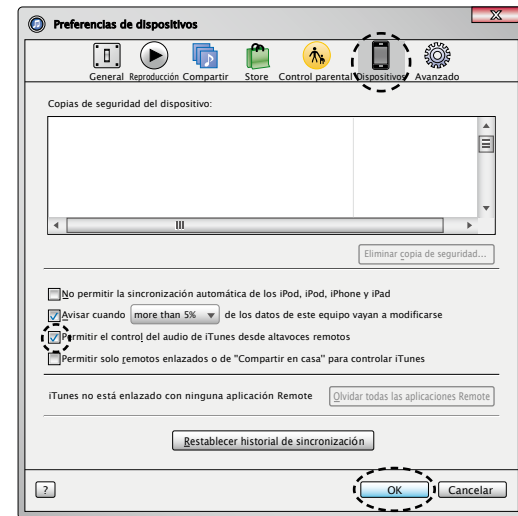 Preferencias de dispositivos
X
General Reproducción Compartir Store Control parental Dispositivos Avanzado
Copias de seguridad del dispositivo:
Eliminar copia de seguridad...
No permitir la sincronización automática de los iPod, iPod, iPhone y iPad
Avisar cuando more than 5% de los datos de este equipo vayan a modificarse
Permitir el control del audio de iTunes desde altavoces remotos
Permitir solo remotos enlazados o de "Compartir en casa" para controlar iTunes
iTunes no está enlazado con ninguna aplicación Remote Olvidar todas las aplicaciones Remote
Restablecer historial de sincronización
? OK Cancelar